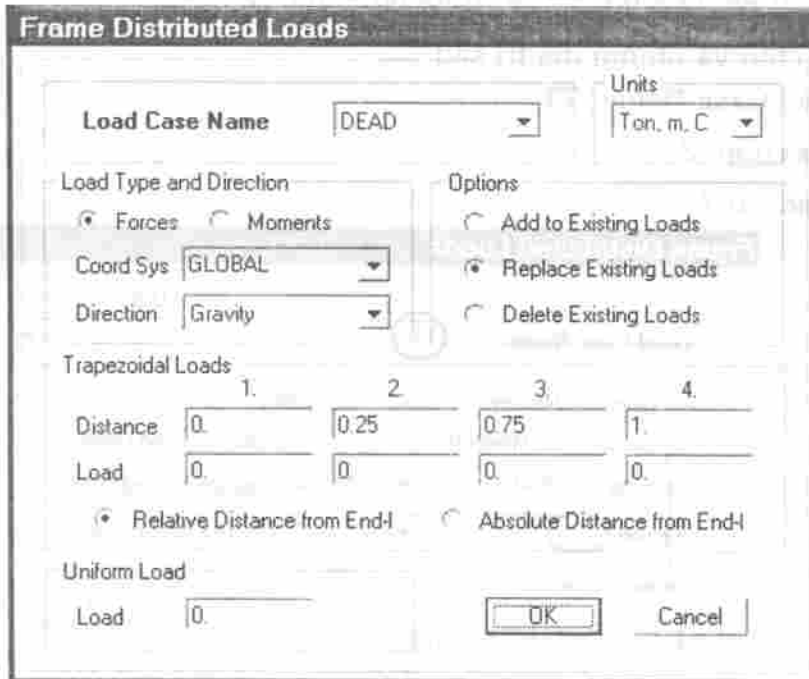 Frame Distributed Loads
Units
Load Case Name DEAD Ton, m, C
Load Type and Direction Options
Forces Moments Add to Existing Loads
Coord Sys GLOBAL Replace Existing Loads
Direction Gravity Delete Existing Loads
Trapezoidal Loads
1. 2. 3. 4.
Distance 0. 0.25 0.75 1.
Load 0. 0. 0. 0.
Relative Distance from End-I Absolute Distance from End-I
Uniform Load
Load 0. OK Cancel